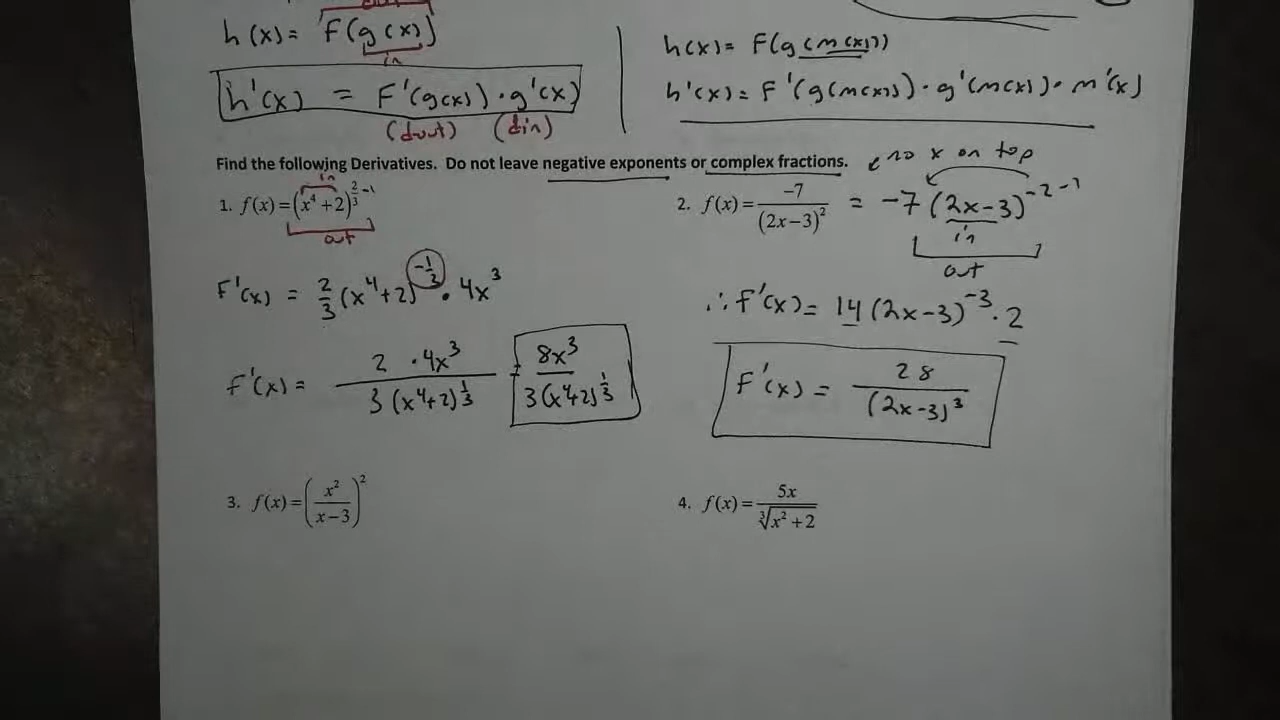 out
h(x) = F(g(x))
in
h'(x) = F'(g(x)) · g'(x)
(dout) (din)
h(x) = F(g(m(x)))
h'(x) = F'(g(m(x))) · g'(m(x)) · m'(x)
Find the following Derivatives. Do not leave negative exponents or complex fractions.
no x on top
in
1. f(x) = (x⁴ + 2)^(2/3 - 1)
out
F'(x) = 2/3 (x⁴+2)^(-1/3) · 4x³
F'(x) = 2 · 4x³ / 3(x⁴+2)^(1/3) = 8x³ / 3(x⁴+2)^(1/3)
2. f(x) = -7 / (2x-3)² = -7(2x-3)^(-2-1)
in
out
∴ F'(x) = 14(2x-3)⁻³ · 2
F'(x) = 28 / (2x-3)³
3. f(x) = (x² / x-3)²
4. f(x) = 5x / ∛(x²+2)